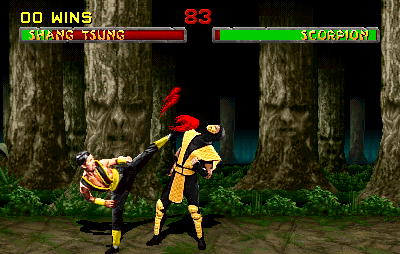 00 WINS
83
SHANG TSUNG
SCORPION